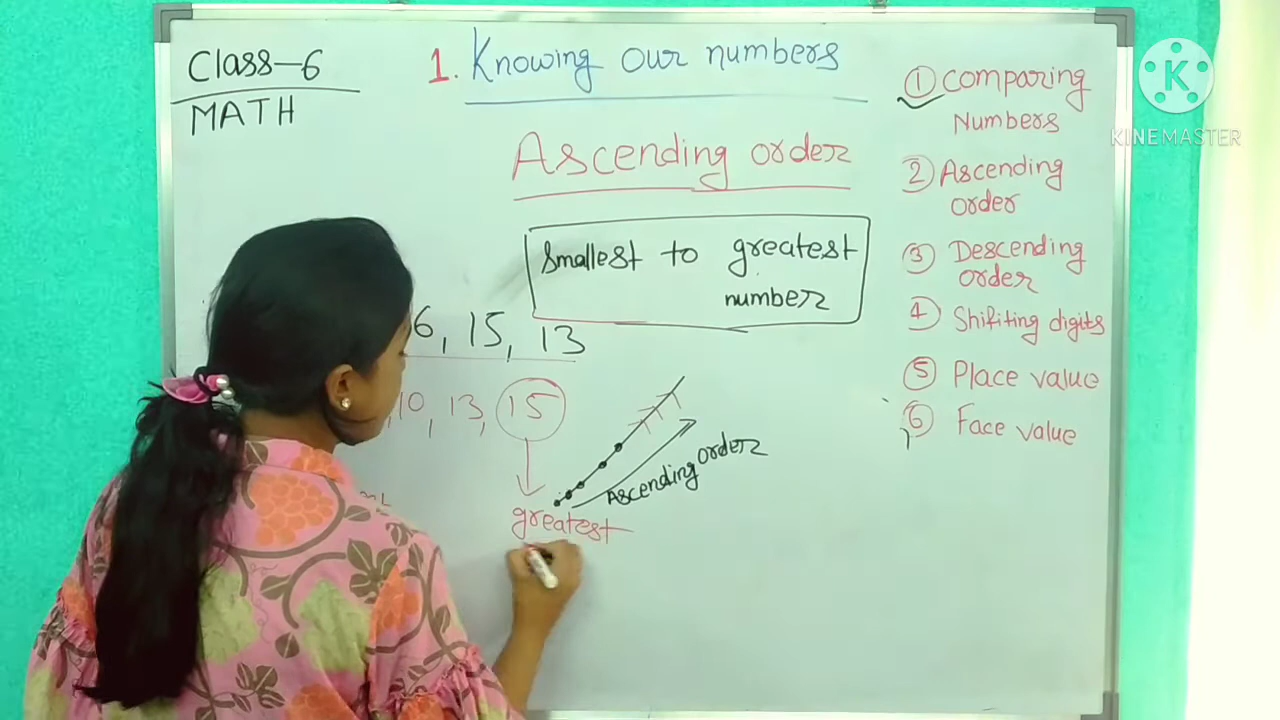 Class-6
MATH
1. Knowing our numbers
Ascending order
Smallest to greatest
number
6, 15, 13
10, 13, 15
greatest
Ascending order
① Comparing
Numbers
② Ascending
order
③ Descending
order
④ Shifiting digits
⑤ Place value
⑥ Face value
K
KINEMASTER